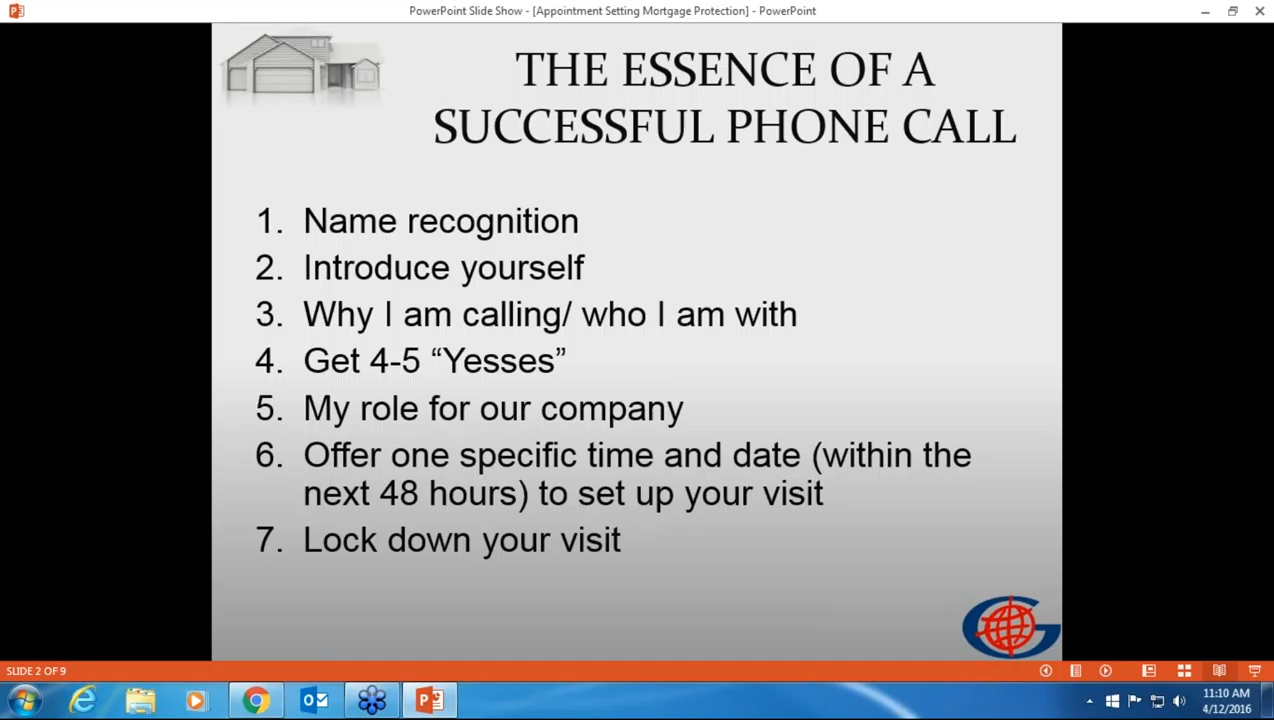 PowerPoint Slide Show - [Appointment Setting Mortgage Protection] - PowerPoint
THE ESSENCE OF A
SUCCESSFUL PHONE CALL
1. Name recognition
2. Introduce yourself
3. Why I am calling/ who I am with
4. Get 4-5 “Yesses”
5. My role for our company
6. Offer one specific time and date (within the
next 48 hours) to set up your visit
7. Lock down your visit
SLIDE 2 OF 9
11:10 AM
4/12/2016